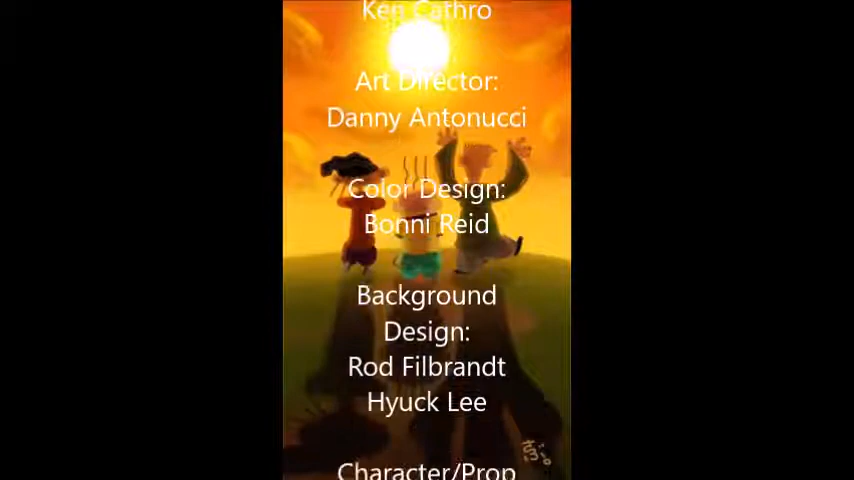 Ken Cathro
Art Director:
Danny Antonucci
Color Design:
Bonni Reid
Background
Design:
Rod Filbrandt
Hyuck Lee
Character/Prop